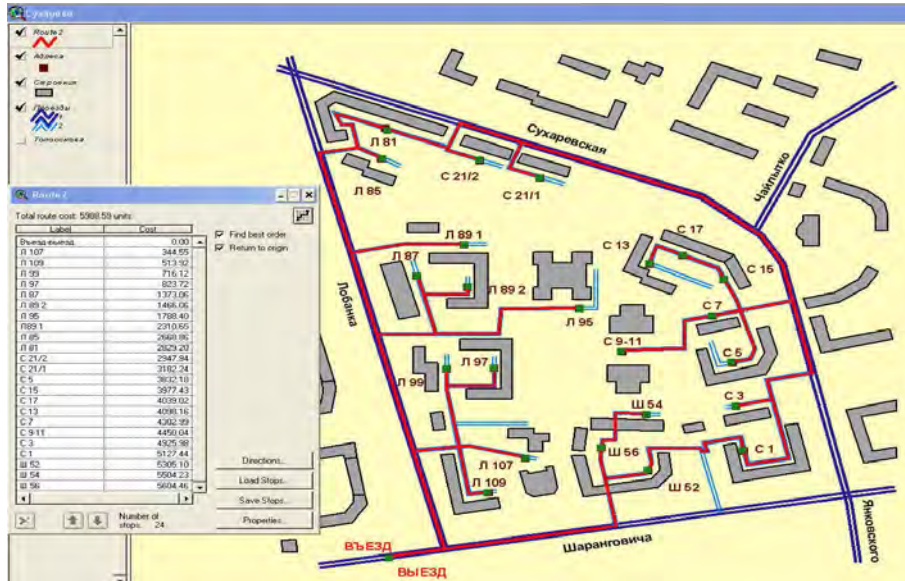 Сухарево
Route 2
Адреса
Строения
Проезды
1
2
Route 2
Total route cost: 5988.59 units
Label Cost
Въезд-выезд 0.00
Л 107 344.55
Л 109 513.92
Л 99 716.12
Л 97 823.72
Л 87 1373.06
Л 89 2 1466.06
Л 95 1788.40
Л89 1 2310.65
Л 85 2668.86
Л 81 2829.20
С 21/2 2947.94
С 21/1 3182.24
С 5 3832.18
С 15 3977.43
С 17 4039.02
С 13 4098.16
С 7 4302.99
С 9-11 4450.04
С 3 4925.98
С 1 5127.44
Ш 52 5305.10
Ш 54 5504.23
Ш 56 5604.46
Find best order
Return to origin
Directions...
Load Stops...
Save Stops...
Properties...
Number of
stops: 24
Сухаревская
Чайлытко
Лобанка
Шаранговича
Янковского
Л 81
Л 85
С 21/2
С 21/1
Л 89 1
Л 87
Л 89 2
Л 95
С 13
С 17
С 15
С 7
С 9-11
С 5
Л 97
Л 99
Ш 54
С 3
С 1
Ш 56
Л 107
Л 109
Ш 52
ВЪЕЗД
ВЫЕЗД